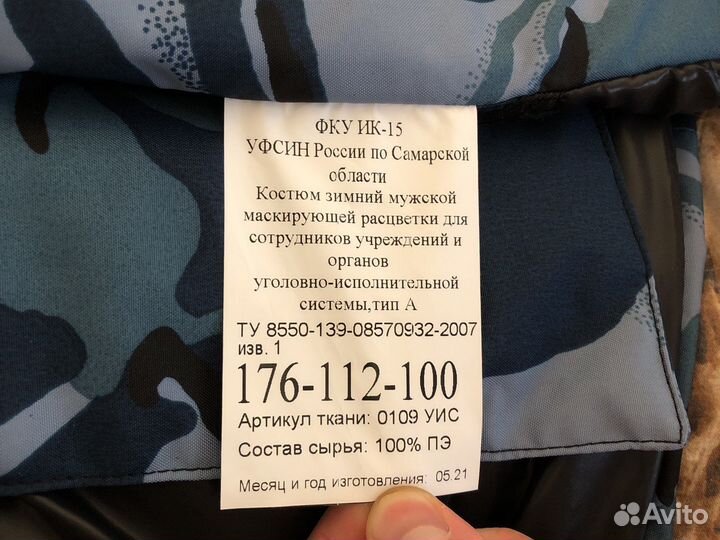 ФКУ ИК-15
УФСИН России по Самарской
области
Костюм зимний мужской
маскирующей расцветки для
сотрудников учреждений и
органов
уголовно-исполнительной
системы,тип А
ТУ 8550-139-08570932-2007
изв. 1
176-112-100
Артикул ткани: 0109 УИС
Состав сырья: 100% ПЭ
Месяц и год изготовления: 05.21
Avito